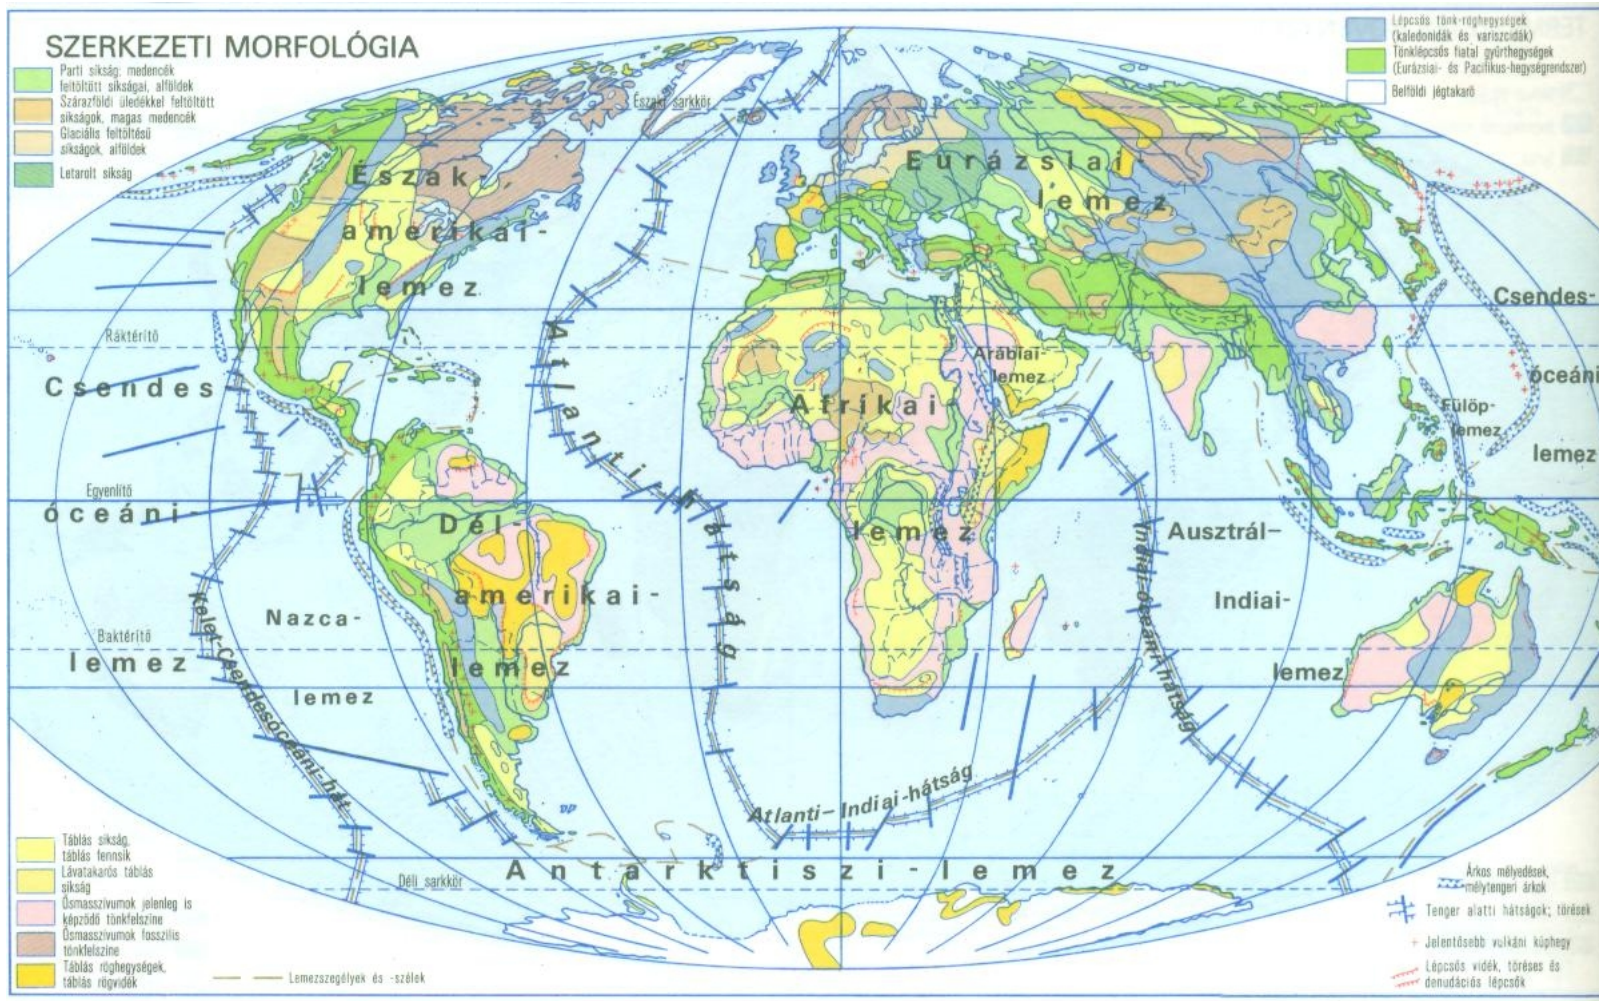 SZERKEZETI MORFOLÓGIA
Parti síkság; medencék
feltöltött síkságai, alföldek
Szárazföldi üledékkel feltöltött
síkságok, magas medencék
Glaciális feltöltésű
síkságok, alföldek
Letarolt síkság
Lépcsős tönk-röghegységek
(kaledonidák és variszcidák)
Tönklépcsős fiatal gyűrthegységek
(Eurázsiai- és Pacifikus-hegységrendszer)
Belföldi jégtakaró
Északi sarkkör
Észak-
amerikai-
lemez
Eurázsiai-
lemez
Csendes-
óceáni
lemez
Ráktérítő
Csendes
Egyenlítő
óceáni-
Baktérítő
lemez
Atlanti-hátság
Arábiai-
lemez
Afrikai-
lemez
Fülöp-
lemez
Dél-
amerikai-
lemez
Nazca-
lemez
Kelet-Csendesóceáni-hát
Ausztrál-
Indiai-
lemez
Indiai-óceáni-hátság
Atlanti-Indiai-hátság
Antarktiszi-lemez
Déli sarkkör
Táblás síkság,
táblás fennsík
Lávatakarós táblás
síkság
Ősmasszívumok jelenleg is
képződő tönkfelszíne
Ősmasszívumok fosszilis
tönkfelszíne
Táblás röghegységek,
táblás rögvidék
Lemezszegélyek és -szélek
Árkos mélyedések,
mélytengeri árkok
Tenger alatti hátságok; törések
Jelentősebb vulkáni kúphegy
Lépcsős vidék, töréses és
denudációs lépcsők